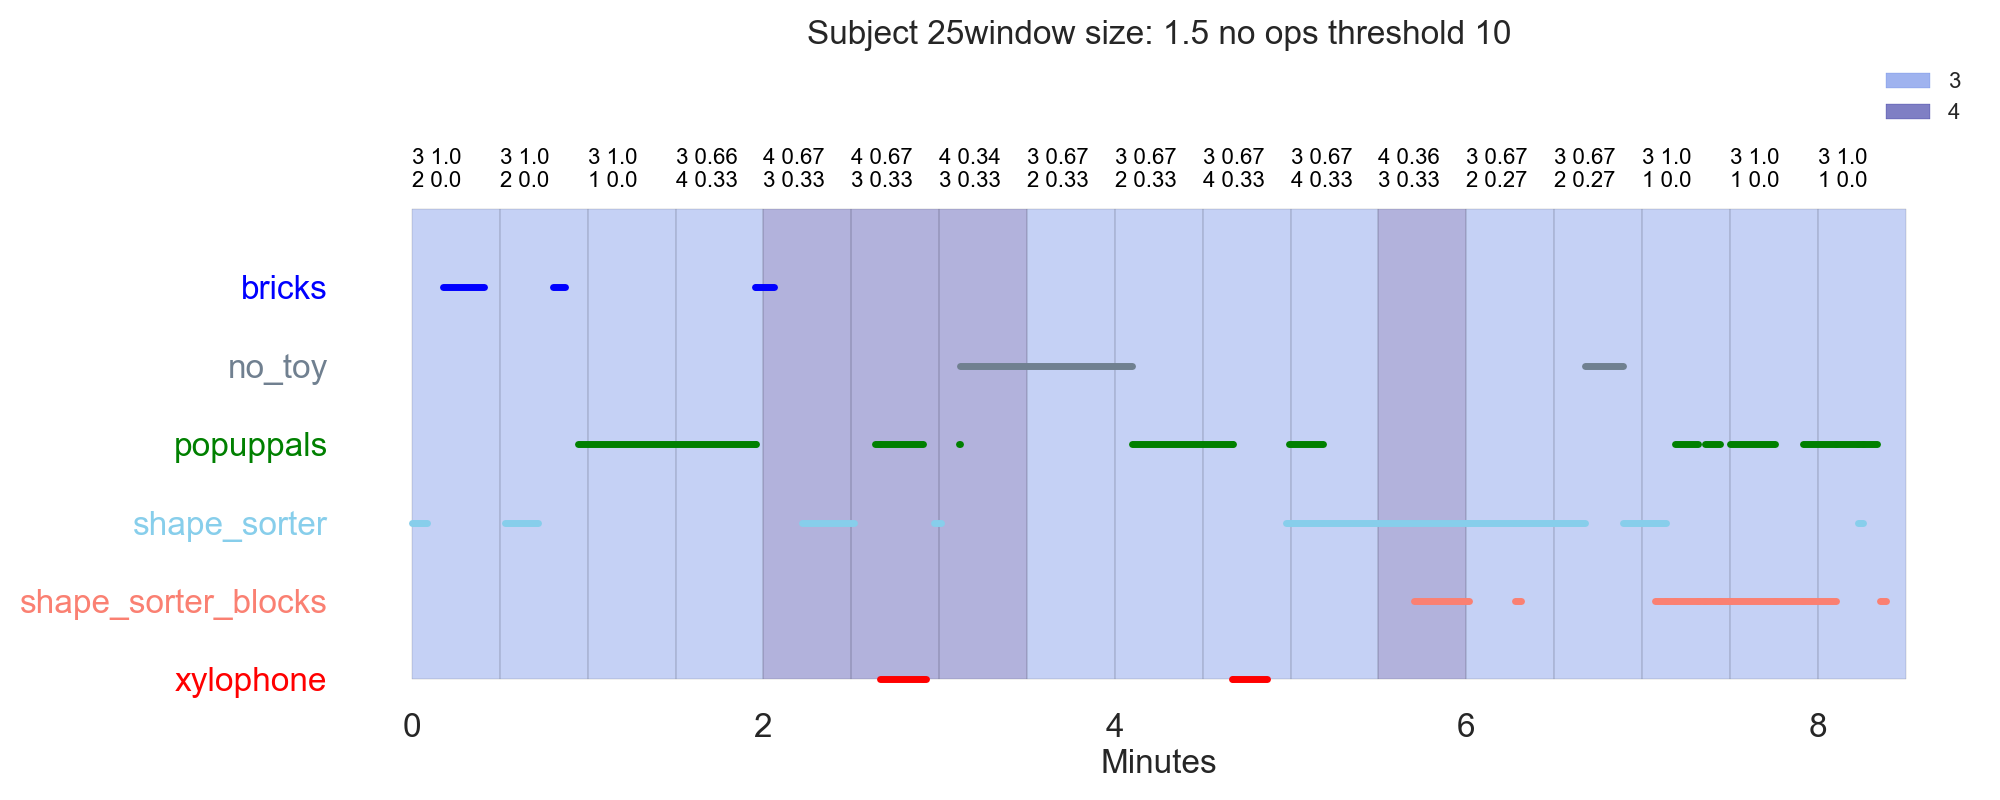 Subject 25window size: 1.5 no ops threshold 10
3
4
3 1.0 3 1.0 3 1.0 3 0.66 4 0.67 4 0.67 4 0.34 3 0.67 3 0.67 3 0.67 3 0.67 4 0.36 3 0.67 3 0.67 3 1.0 3 1.0 3 1.0
2 0.0 2 0.0 1 0.0 4 0.33 3 0.33 3 0.33 3 0.33 2 0.33 2 0.33 4 0.33 4 0.33 3 0.33 2 0.27 2 0.27 1 0.0 1 0.0 1 0.0
bricks
no_toy
popuppals
shape_sorter
shape_sorter_blocks
xylophone
0 2 4 6 8
Minutes